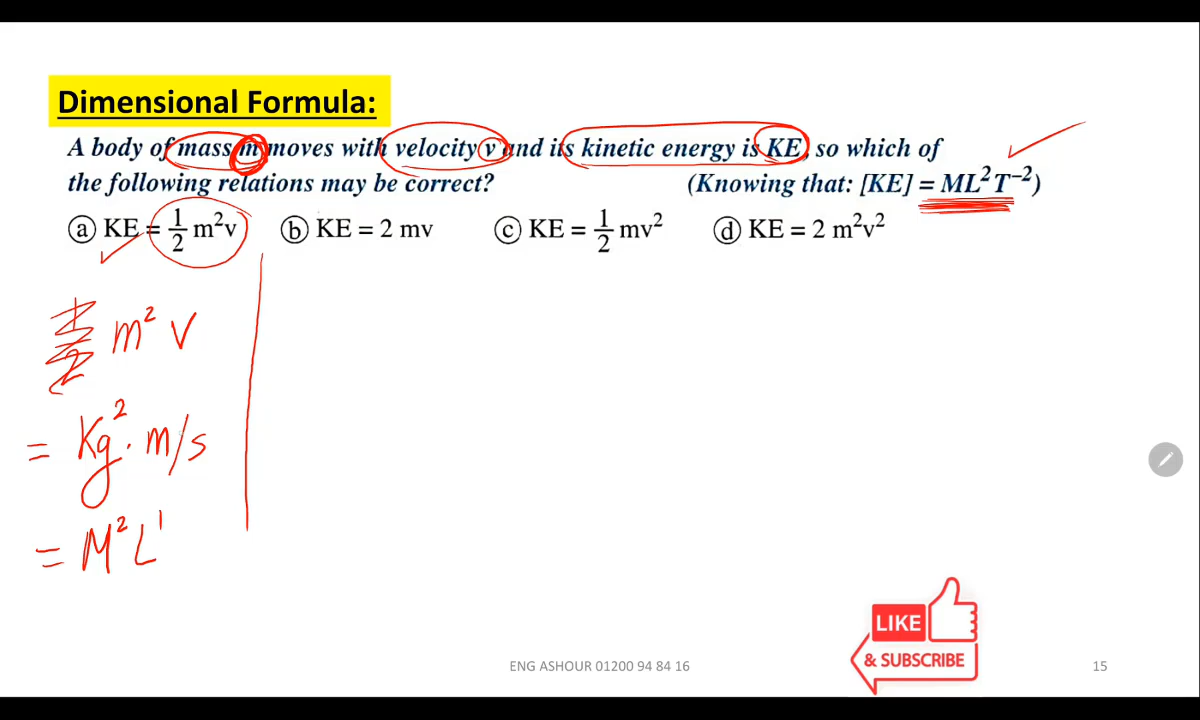 Dimensional Formula:
A body of mass m moves with velocity v and its kinetic energy is KE, so which of
the following relations may be correct? (Knowing that: [KE] = ML²T⁻²)
ⓐ KE = 1/2 m²v ⓑ KE = 2 mv ⓒ KE = 1/2 mv² ⓓ KE = 2 m²v²
m² v
= Kg² · m/s
= M² L¹
LIKE
& SUBSCRIBE
ENG ASHOUR 01200 94 84 16 15